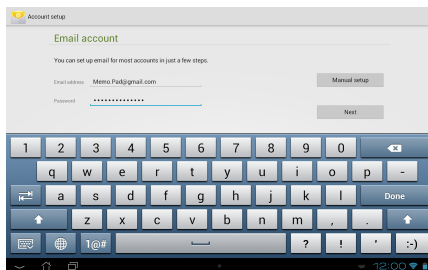 Account setup
Email account
You can set up email for most accounts in just a few steps.
Email address Memo.Pad@gmail.com Manual setup
Password ••••••••••••••
Next
1 2 3 4 5 6 7 8 9 0
q w e r t y u i o p -
a s d f g h j k l Done
z x c v b n m , .
1@# ? ! ' :-)
12:00